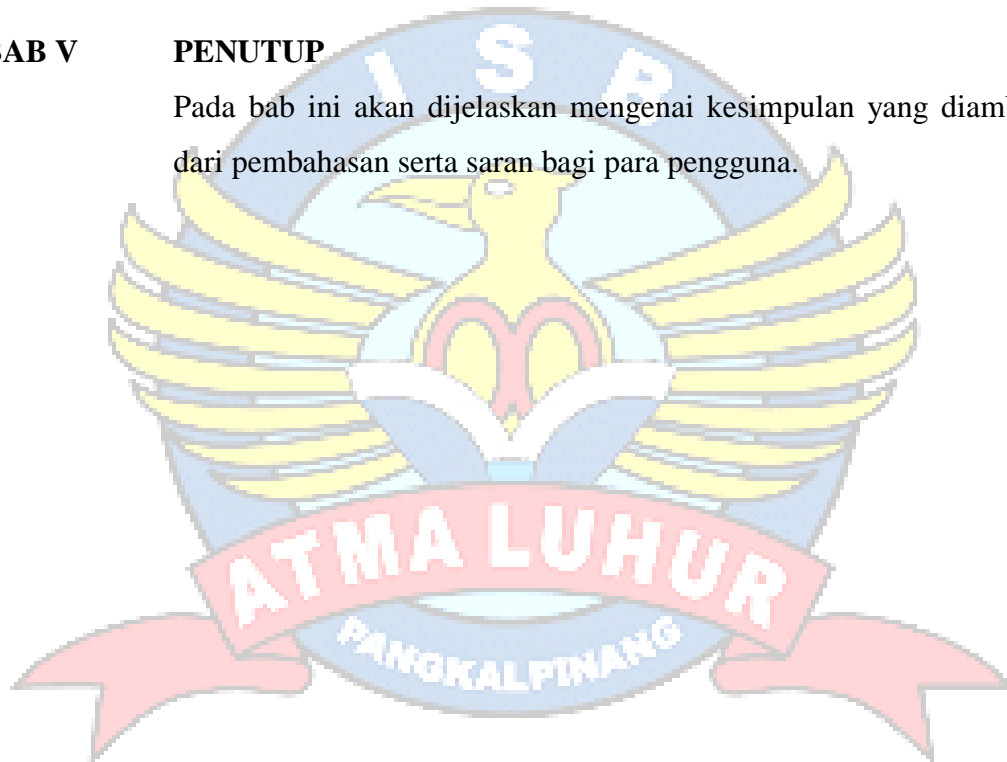 BAB V PENUTUP
Pada bab ini akan dijelaskan mengenai kesimpulan yang
dari pembahasan serta saran bagi para pengguna.
I S B
ATMA LUHUR
PANGKALPINANG